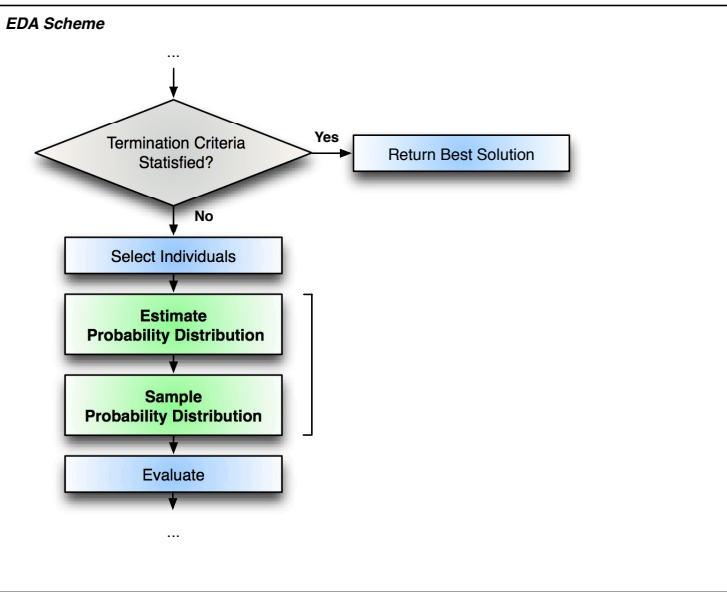 EDA Scheme
...
Termination Criteria
Statisfied?
Yes
Return Best Solution
No
Select Individuals
Estimate
Probability Distribution
Sample
Probability Distribution
Evaluate
...